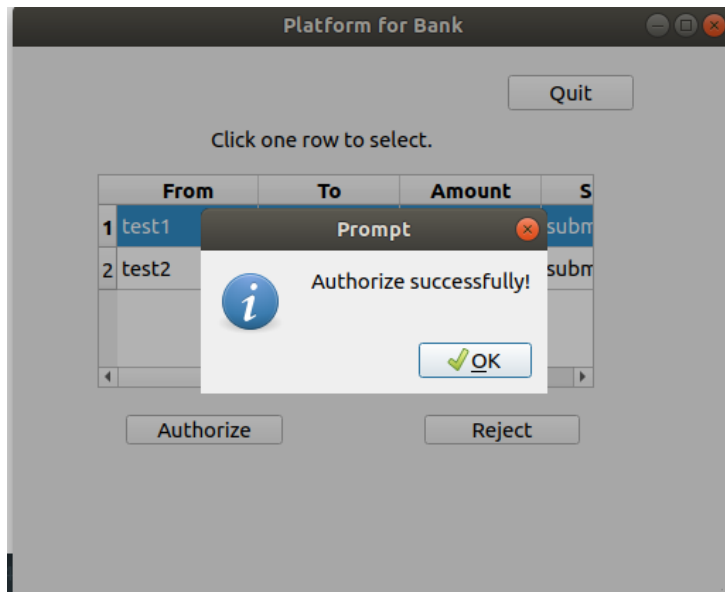 Platform for Bank
Quit
Click one row to select.
From To Amount S
1 test1 subm
2 test2 subm
Prompt
Authorize successfully!
OK
Authorize Reject